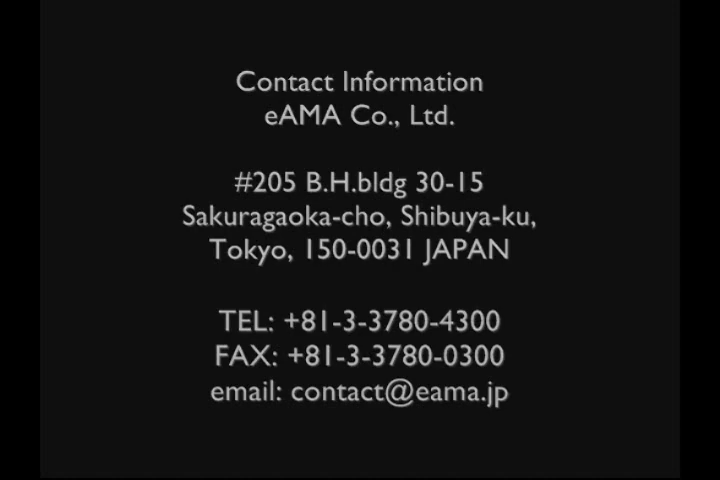 Contact Information
eAMA Co., Ltd.
#205 B.H.bldg 30-15
Sakuragaoka-cho, Shibuya-ku,
Tokyo, 150-0031 JAPAN
TEL: +81-3-3780-4300
FAX: +81-3-3780-0300
email: contact@eama.jp